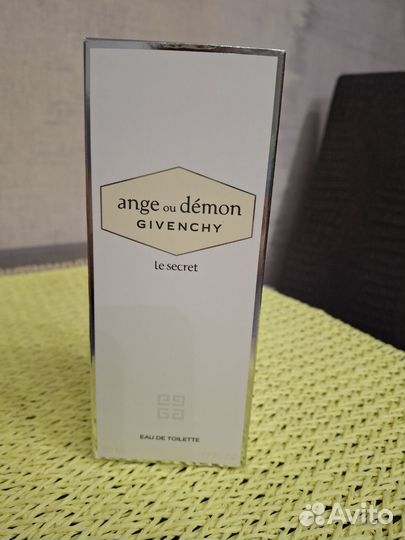 ange ou démon
GIVENCHY
Le secret
EAU DE TOILETTE
Avito